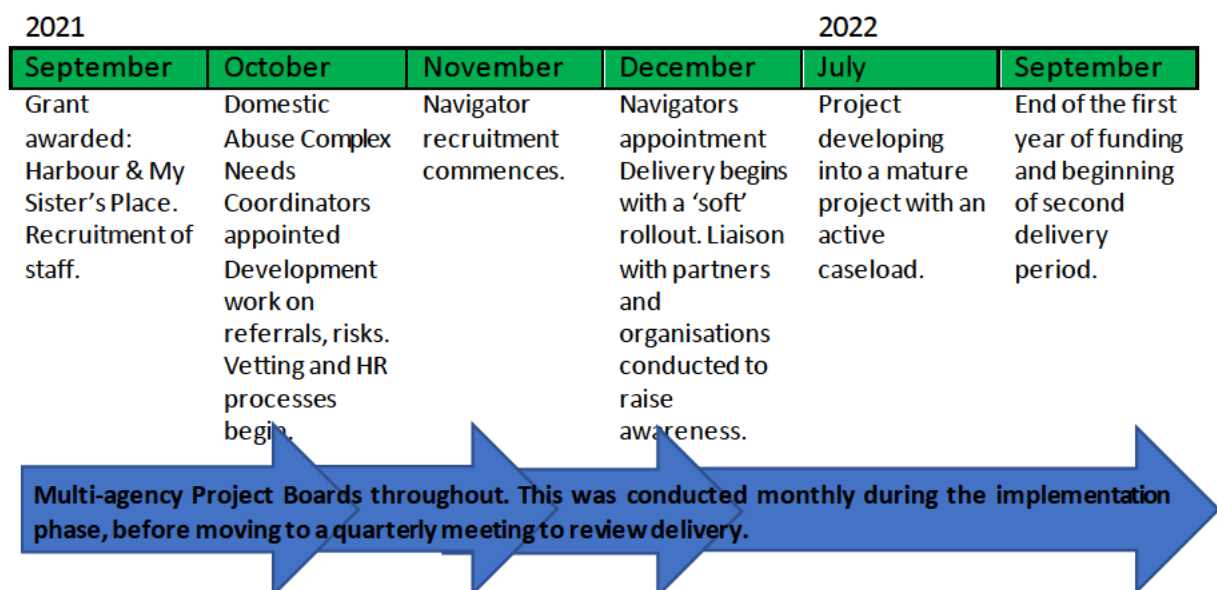 2021
2022
September
October
November
December
July
September
Grant
awarded:
Harbour & My
Sister's Place.
Recruitment of
staff.
Domestic
Abuse Complex
Needs
Coordinators
appointed
Development
work on
referrals, risks.
Vetting and HR
processes
begin.
Navigator
recruitment
commences.
Navigators
appointment
Delivery begins
with a ‘soft’
rollout. Liaison
with partners
and
organisations
conducted to
raise
awareness.
Project
developing
into a mature
project with an
active
caseload.
End of the first
year of funding
and beginning
of second
delivery
period.
Multi-agency Project Boards throughout. This was conducted monthly during the implementation
phase, before moving to a quarterly meeting to review delivery.